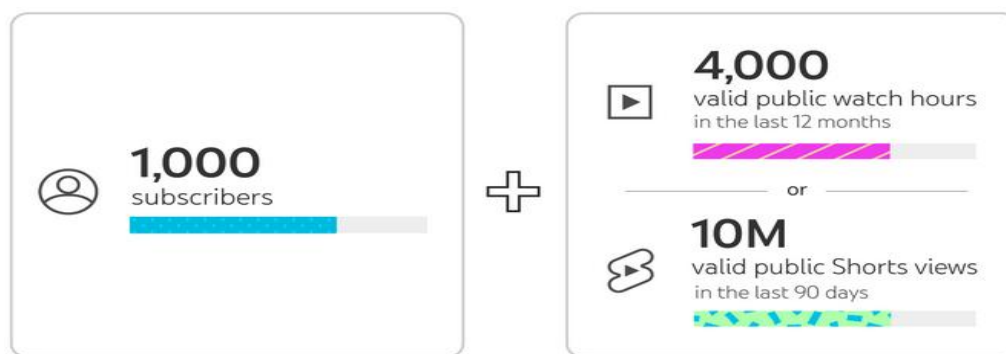 1,000
subscribers
4,000
valid public watch hours
in the last 12 months
or
10M
valid public Shorts views
in the last 90 days